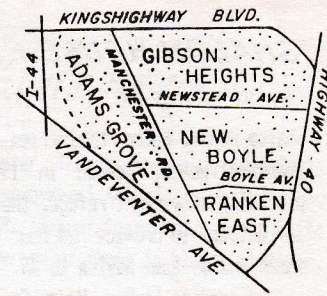 KINGSHIGHWAY BLVD.
I-44
ADAMS GROVE
MANCHESTER RD.
GIBSON
HEIGHTS
NEWSTEAD AVE.
HIGHWAY 40
NEW
BOYLE
BOYLE AV.
RANKEN
EAST
VANDEVENTER AVE.